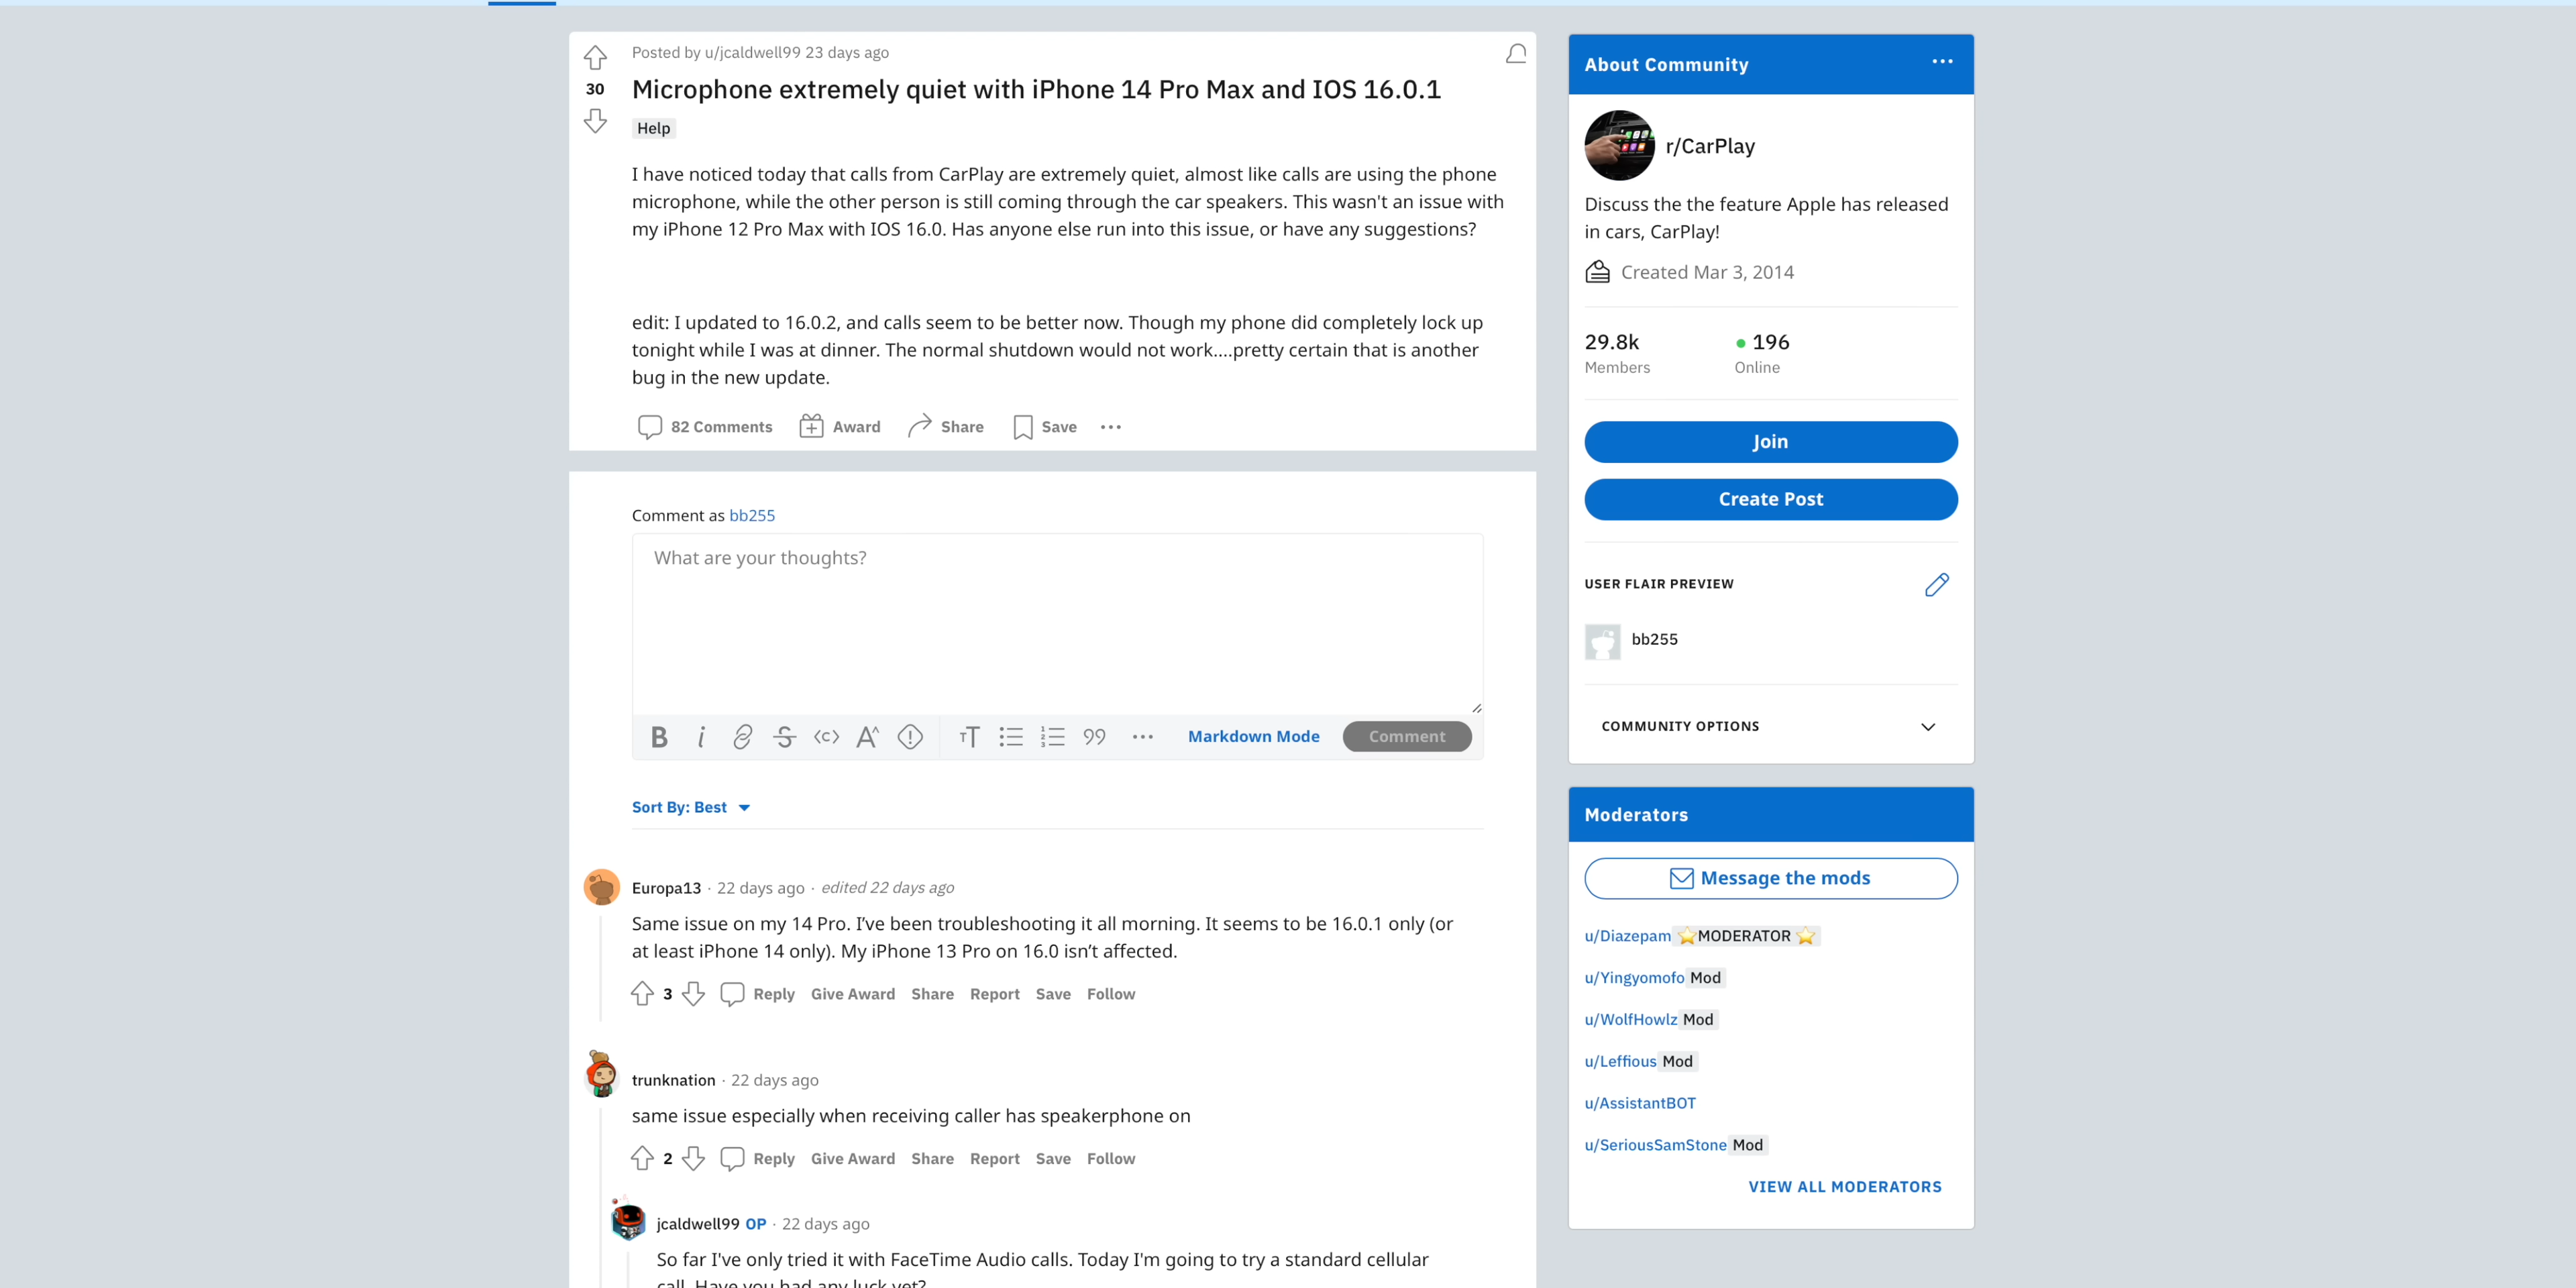 Posted by u/jcaldwell99 23 days ago
30
Microphone extremely quiet with iPhone 14 Pro Max and IOS 16.0.1
Help
I have noticed today that calls from CarPlay are extremely quiet, almost like calls are using the phone
microphone, while the other person is still coming through the car speakers. This wasn't an issue with
my iPhone 12 Pro Max with IOS 16.0. Has anyone else run into this issue, or have any suggestions?
edit: I updated to 16.0.2, and calls seem to be better now. Though my phone did completely lock up
tonight while I was at dinner. The normal shutdown would not work....pretty certain that is another
bug in the new update.
82 Comments Award Share Save
Comment as bb255
What are your thoughts?
Markdown Mode Comment
Sort By: Best
Europa13 · 22 days ago · edited 22 days ago
Same issue on my 14 Pro. I’ve been troubleshooting it all morning. It seems to be 16.0.1 only (or
at least iPhone 14 only). My iPhone 13 Pro on 16.0 isn’t affected.
3 Reply Give Award Share Report Save Follow
trunknation · 22 days ago
same issue especially when receiving caller has speakerphone on
2 Reply Give Award Share Report Save Follow
jcaldwell99 OP · 22 days ago
So far I've only tried it with FaceTime Audio calls. Today I'm going to try a standard cellular
call. Have you had any luck yet?
About Community
r/CarPlay
Discuss the the feature Apple has released
in cars, CarPlay!
Created Mar 3, 2014
29.8k 196
Members Online
Join
Create Post
USER FLAIR PREVIEW
bb255
COMMUNITY OPTIONS
Moderators
Message the mods
u/Diazepam ⭐MODERATOR ⭐
u/Yingyomofo Mod
u/WolfHowlz Mod
u/Leffious Mod
u/AssistantBOT
u/SeriousSamStone Mod
VIEW ALL MODERATORS